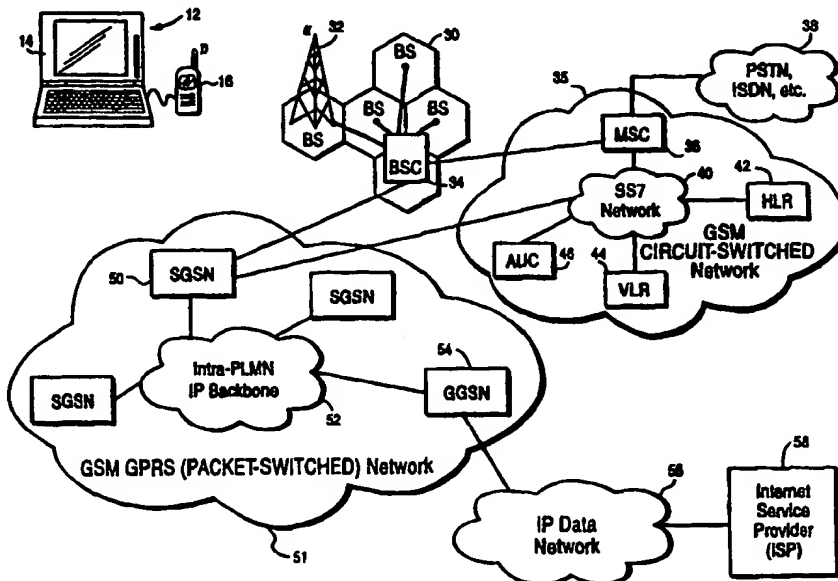 12
14
16
32
30
BS
BS
BS
BS
BSC
34
38
PSTN,
ISDN, etc.
35
MSC
36
40
42
SS7
Network
HLR
GSM
CIRCUIT-SWITCHED
Network
AUC
46
44
VLR
50
SGSN
SGSN
SGSN
Intra-PLMN
IP Backbone
52
54
GGSN
GSM GPRS (PACKET-SWITCHED) Network
51
56
IP Data
Network
58
Internet
Service
Provider
(ISP)